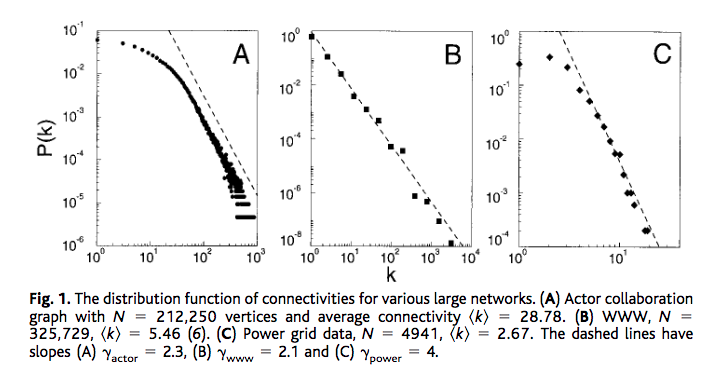 10⁻¹
10⁰
10⁰
A
B
C
10⁻²
10⁻²
10⁻¹
P(k)
10⁻³
10⁻⁴
10⁻²
10⁻⁴
10⁻⁶
10⁻³
10⁻⁵
10⁻⁶
10⁻⁸
10⁻⁴
10⁰ 10¹ 10² 10³
10⁰ 10¹ 10² 10³ 10⁴
10⁰ 10¹
k
Fig. 1. The distribution function of connectivities for various large networks. (A) Actor collaboration
graph with N = 212,250 vertices and average connectivity ⟨k⟩ = 28.78. (B) WWW, N =
325,729, ⟨k⟩ = 5.46 (6). (C) Power grid data, N = 4941, ⟨k⟩ = 2.67. The dashed lines have
slopes (A) γactor = 2.3, (B) γwww = 2.1 and (C) γpower = 4.